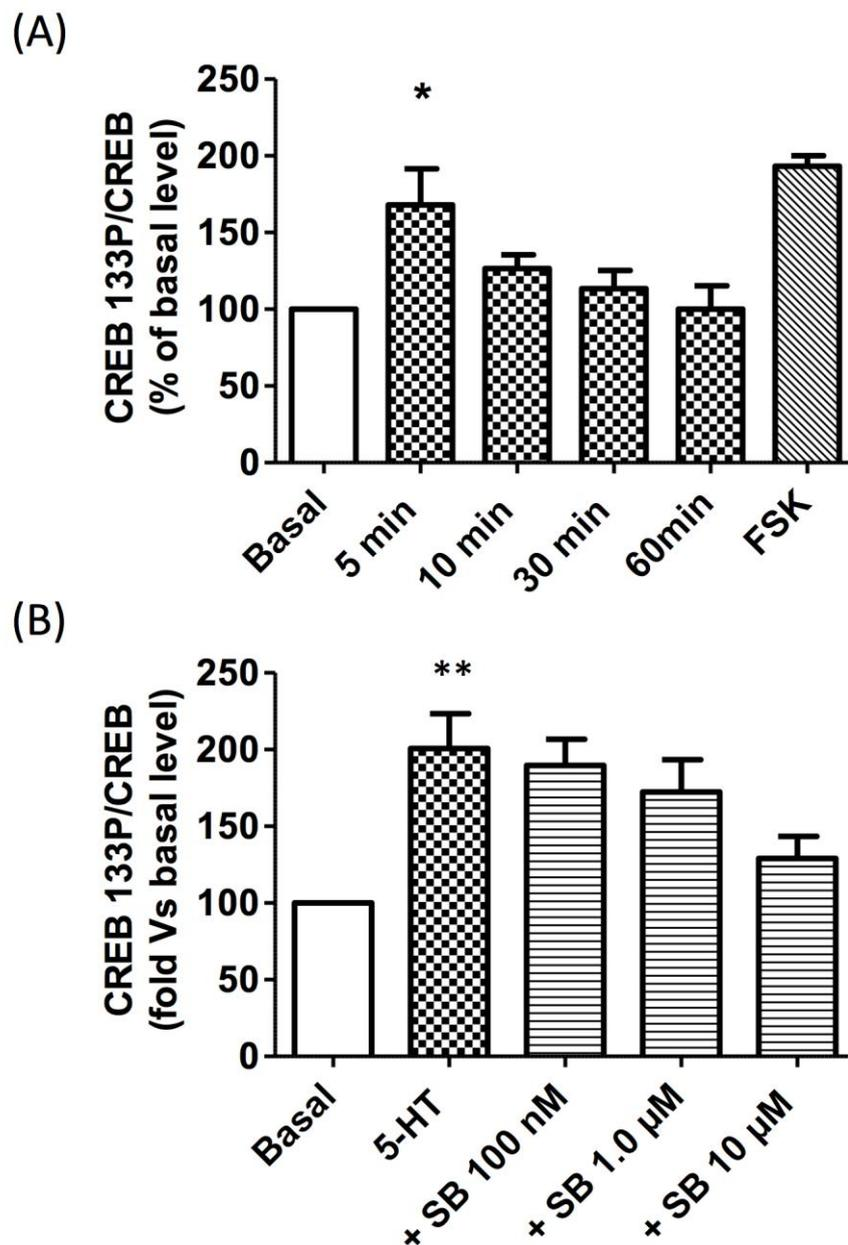 (A)
CREB 133P/CREB
(% of basal level)
250
200
150
100
50
0
*
Basal
5 min
10 min
30 min
60min
FSK
(B)
CREB 133P/CREB
(fold Vs basal level)
250
200
150
100
50
0
**
Basal
5-HT
+ SB 100 nM
+ SB 1.0 µM
+ SB 10 µM